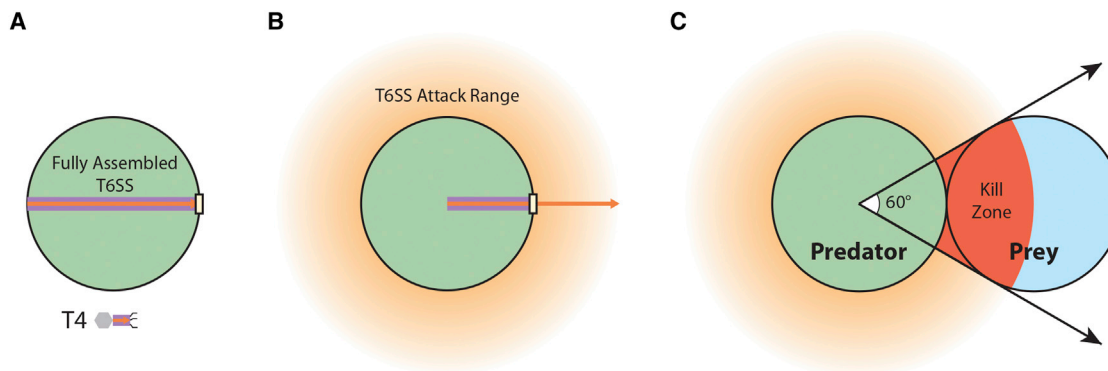 A
B
C
Fully Assembled
T6SS
T4
T6SS Attack Range
60°
Kill
Zone
Predator
Prey